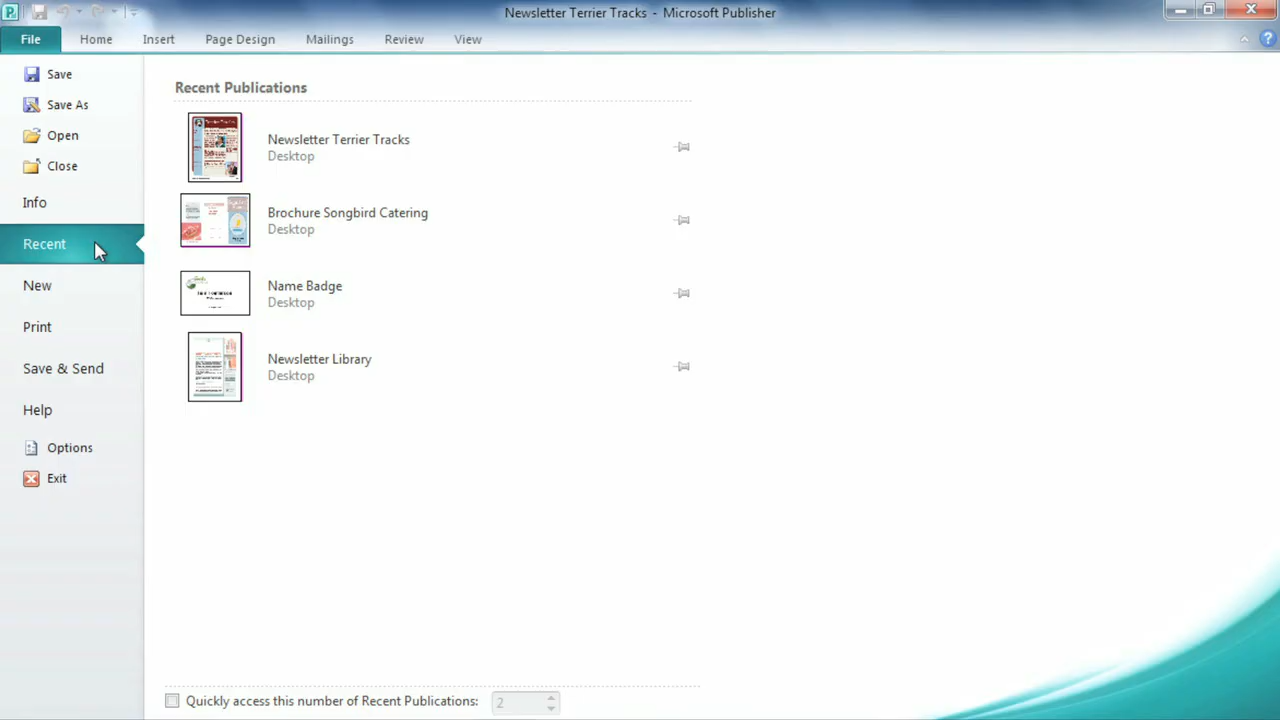 Newsletter Terrier Tracks - Microsoft Publisher
File Home Insert Page Design Mailings Review View
Save
Save As
Open
Close
Info
Recent
New
Print
Save & Send
Help
Options
Exit
Recent Publications
Newsletter Terrier Tracks
Desktop
Brochure Songbird Catering
Desktop
Name Badge
Desktop
Newsletter Library
Desktop
Quickly access this number of Recent Publications: 2